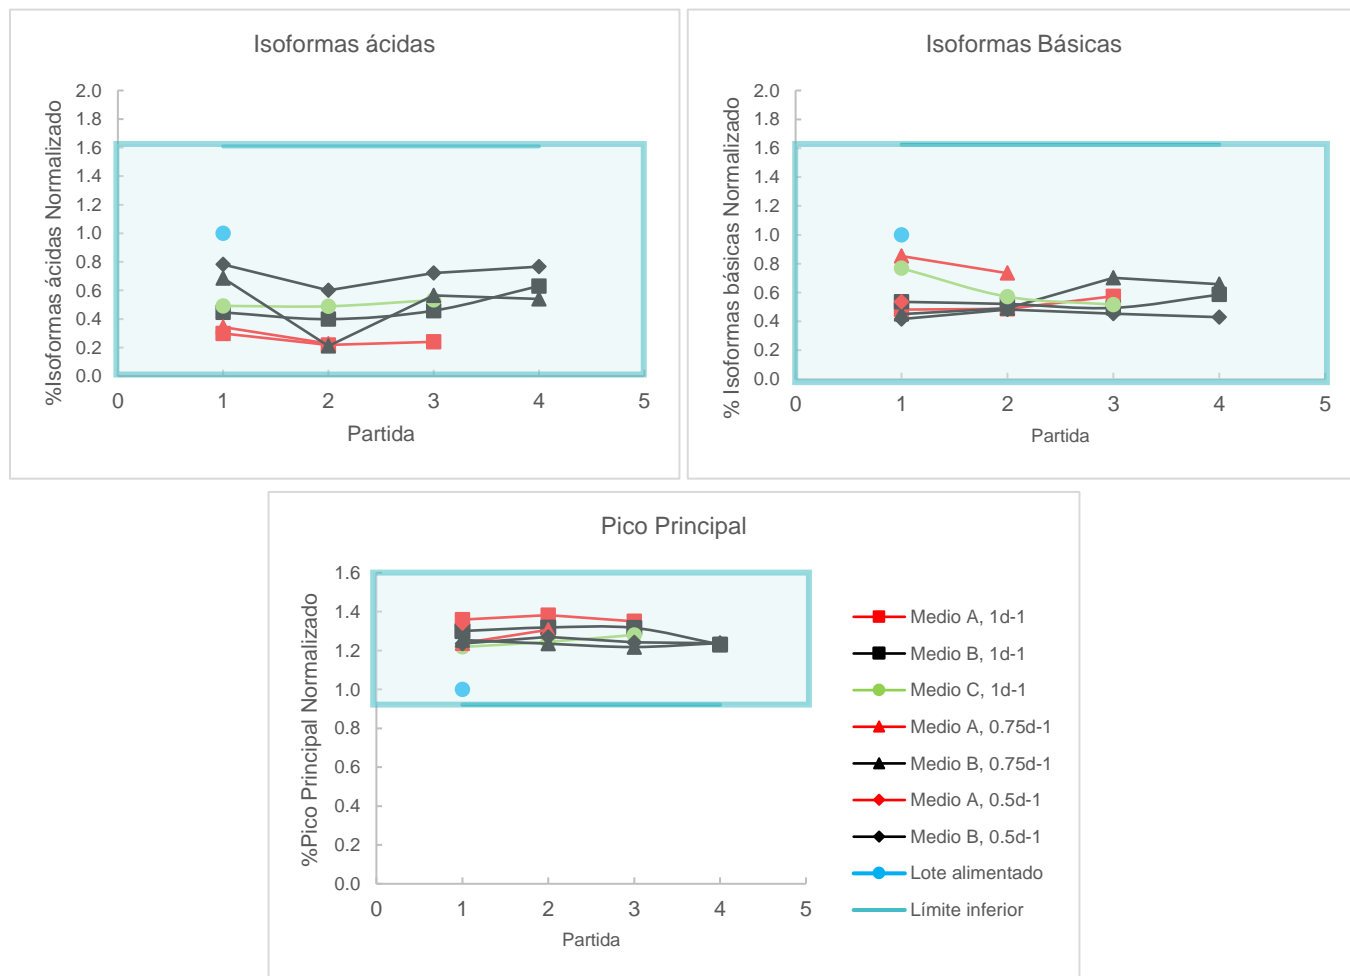 Isoformas ácidas
%Isoformas ácidas Normalizado
2.0
1.8
1.6
1.4
1.2
1.0
0.8
0.6
0.4
0.2
0.0
0 1 2 3 4 5
Partida
Isoformas Básicas
% Isoformas básicas Normalizado
2.0
1.8
1.6
1.4
1.2
1.0
0.8
0.6
0.4
0.2
0.0
0 1 2 3 4 5
Partida
Pico Principal
%Pico Principal Normalizado
1.6
1.4
1.2
1.0
0.8
0.6
0.4
0.2
0.0
0 1 2 3 4 5
Partida
Medio A, 1d-1
Medio B, 1d-1
Medio C, 1d-1
Medio A, 0.75d-1
Medio B, 0.75d-1
Medio A, 0.5d-1
Medio B, 0.5d-1
Lote alimentado
Límite inferior